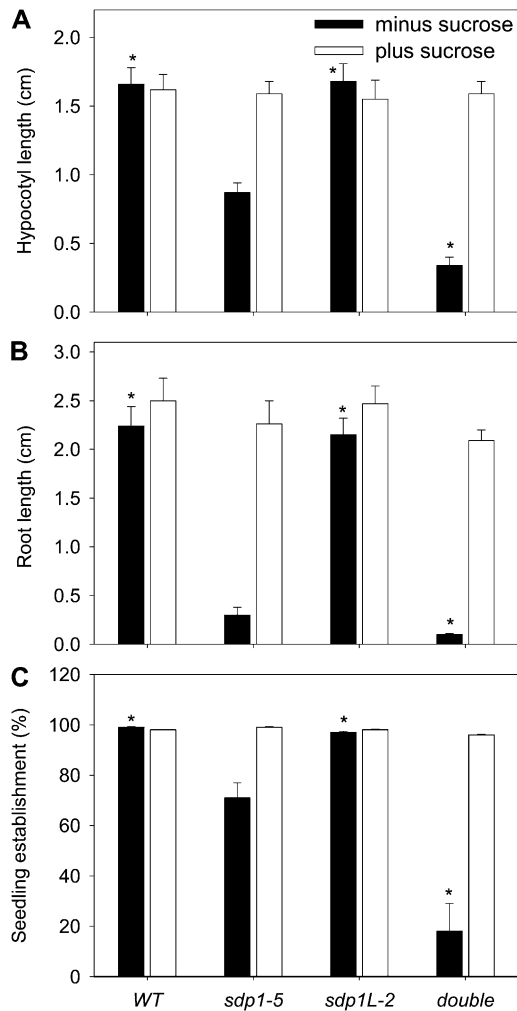 A
minus sucrose
plus sucrose
Hypocotyl length (cm)
2.0
1.5
1.0
0.5
0.0
*
*
*
B
Root length (cm)
3.0
2.5
2.0
1.5
1.0
0.5
0.0
*
*
*
C
Seedling establishment (%)
120
100
80
60
40
20
0
*
*
*
WT
sdp1-5
sdp1L-2
double